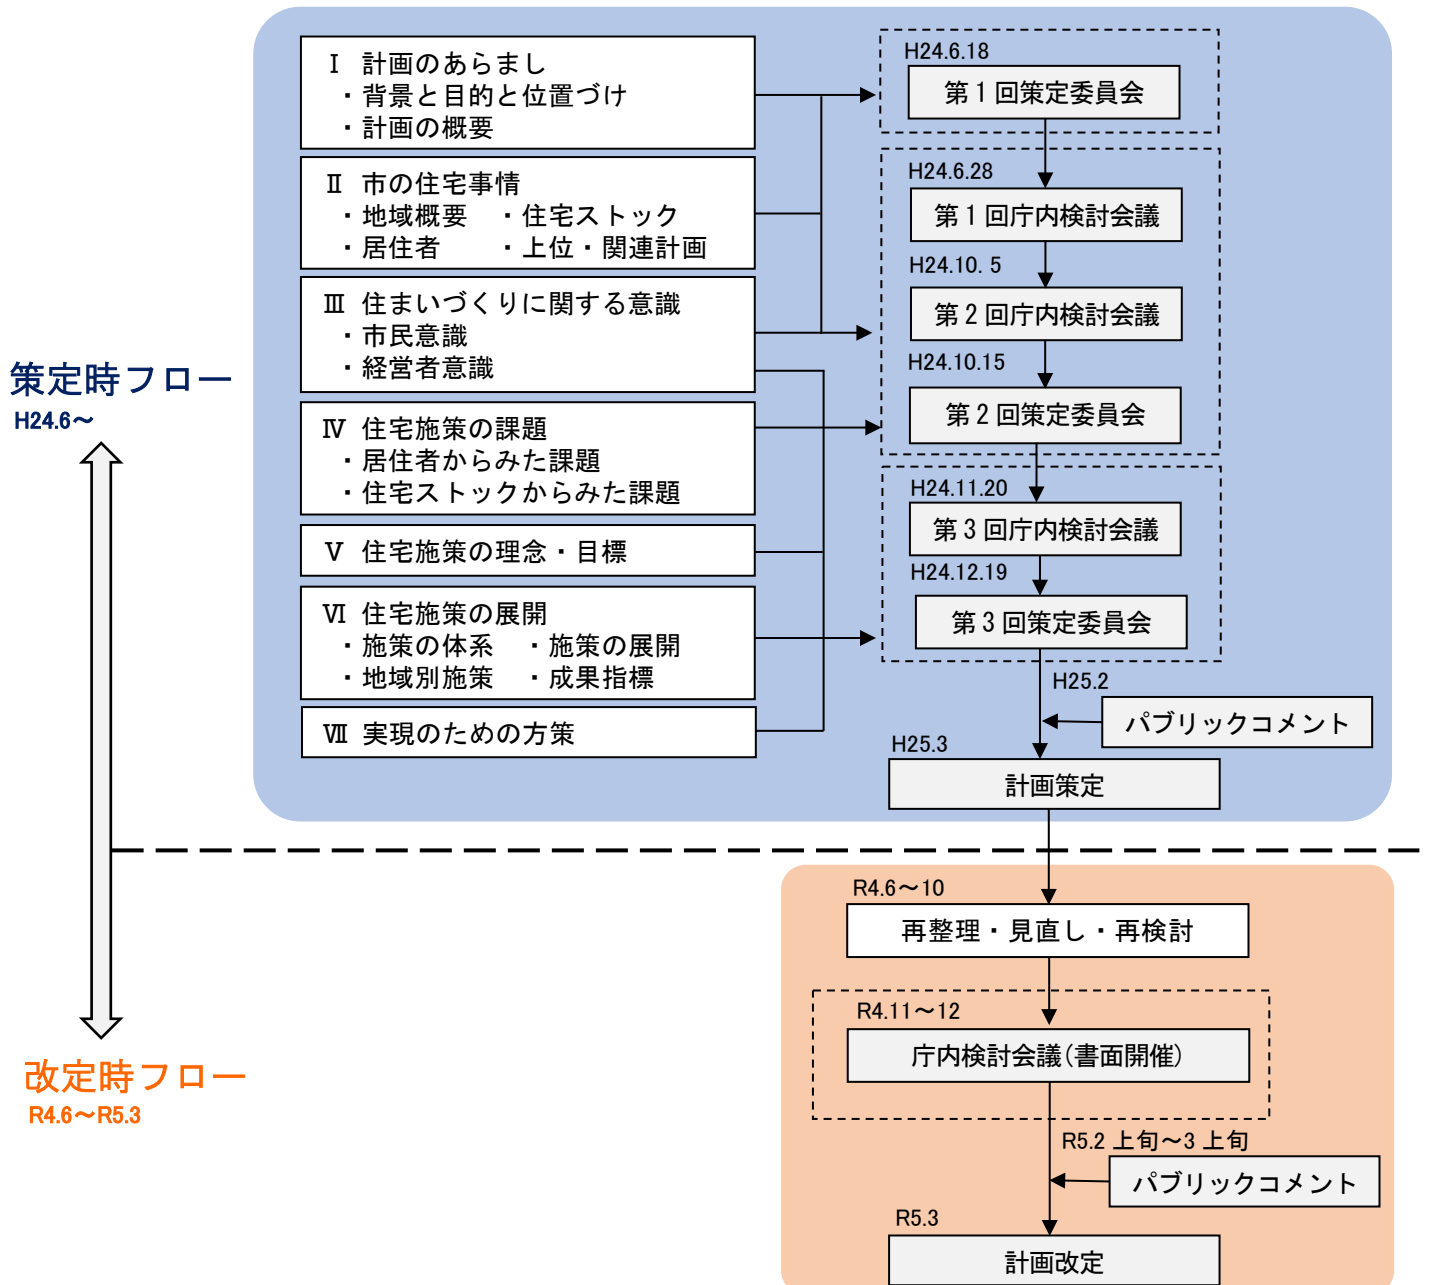 Ⅰ 計画のあらまし
・背景と目的と位置づけ
・計画の概要
Ⅱ 市の住宅事情
・地域概要 ・住宅ストック
・居住者 ・上位・関連計画
Ⅲ 住まいづくりに関する意識
・市民意識
・経営者意識
Ⅳ 住宅施策の課題
・居住者からみた課題
・住宅ストックからみた課題
Ⅴ 住宅施策の理念・目標
Ⅵ 住宅施策の展開
・施策の体系 ・施策の展開
・地域別施策 ・成果指標
Ⅶ 実現のための方策
H24.6.18
第1回策定委員会
H24.6.28
第1回庁内検討会議
H24.10. 5
第2回庁内検討会議
H24.10.15
第2回策定委員会
H24.11.20
第3回庁内検討会議
H24.12.19
第3回策定委員会
H25.2
パブリックコメント
H25.3
計画策定
策定時フロー
H24.6～
改定時フロー
R4.6～R5.3
R4.6～10
再整理・見直し・再検討
R4.11～12
庁内検討会議(書面開催)
R5.2 上旬～3 上旬
パブリックコメント
R5.3
計画改定